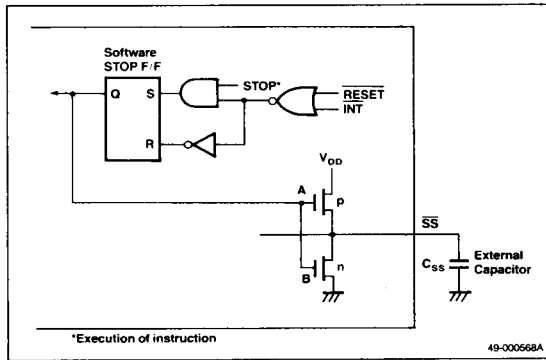 Software
STOP F/F
Q
S
STOP*
RESET
INT
R
VDD
A
p
SS
CSS
External
Capacitor
B
n
*Execution of instruction
49-000568A